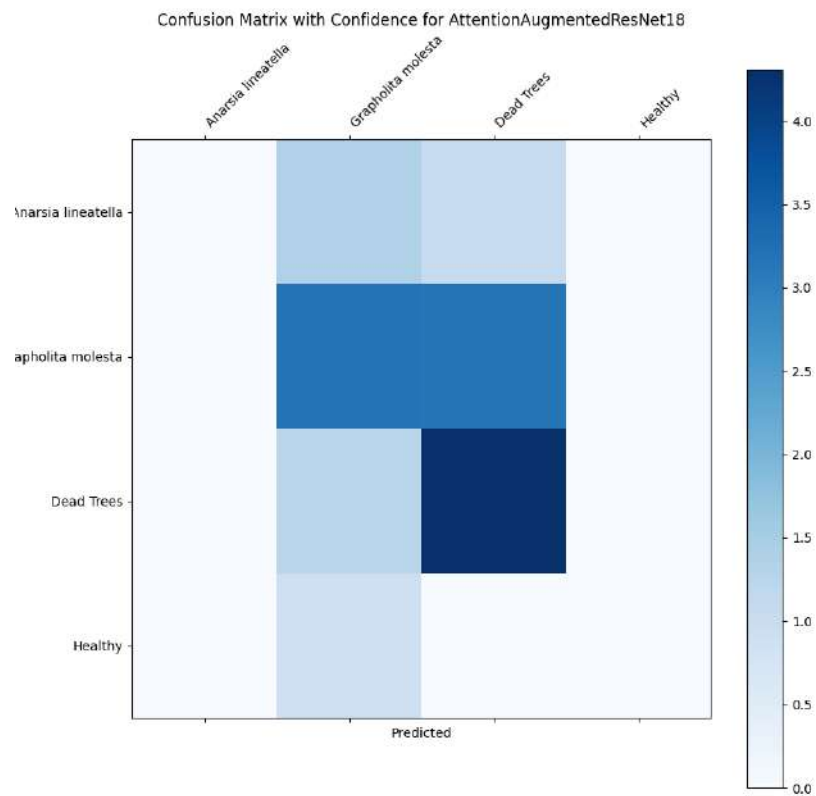 Confusion Matrix with Confidence for AttentionAugmentedResNet18
Anarsia lineatella
Grapholita molesta
Dead Trees
Healthy
4.0
3.5
3.0
2.5
2.0
1.5
1.0
0.5
0.0
Anarsia lineatella
apholita molesta
Dead Trees
Healthy
Predicted